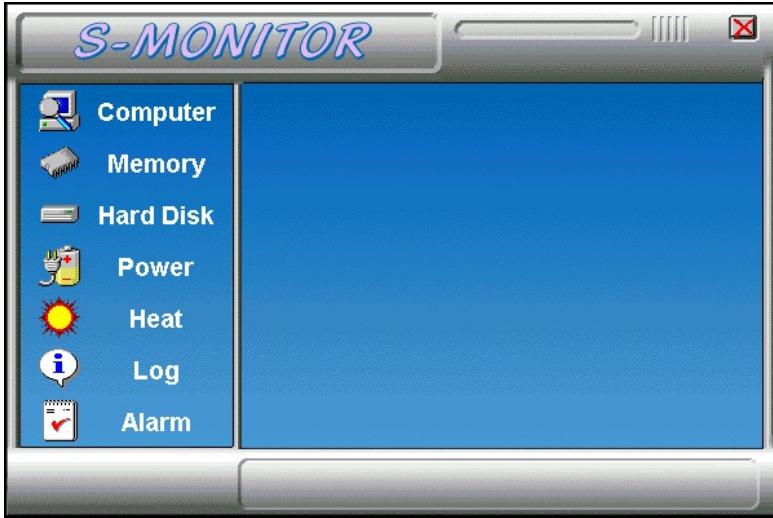 S-MONITOR
Computer
Memory
Hard Disk
Power
Heat
Log
Alarm